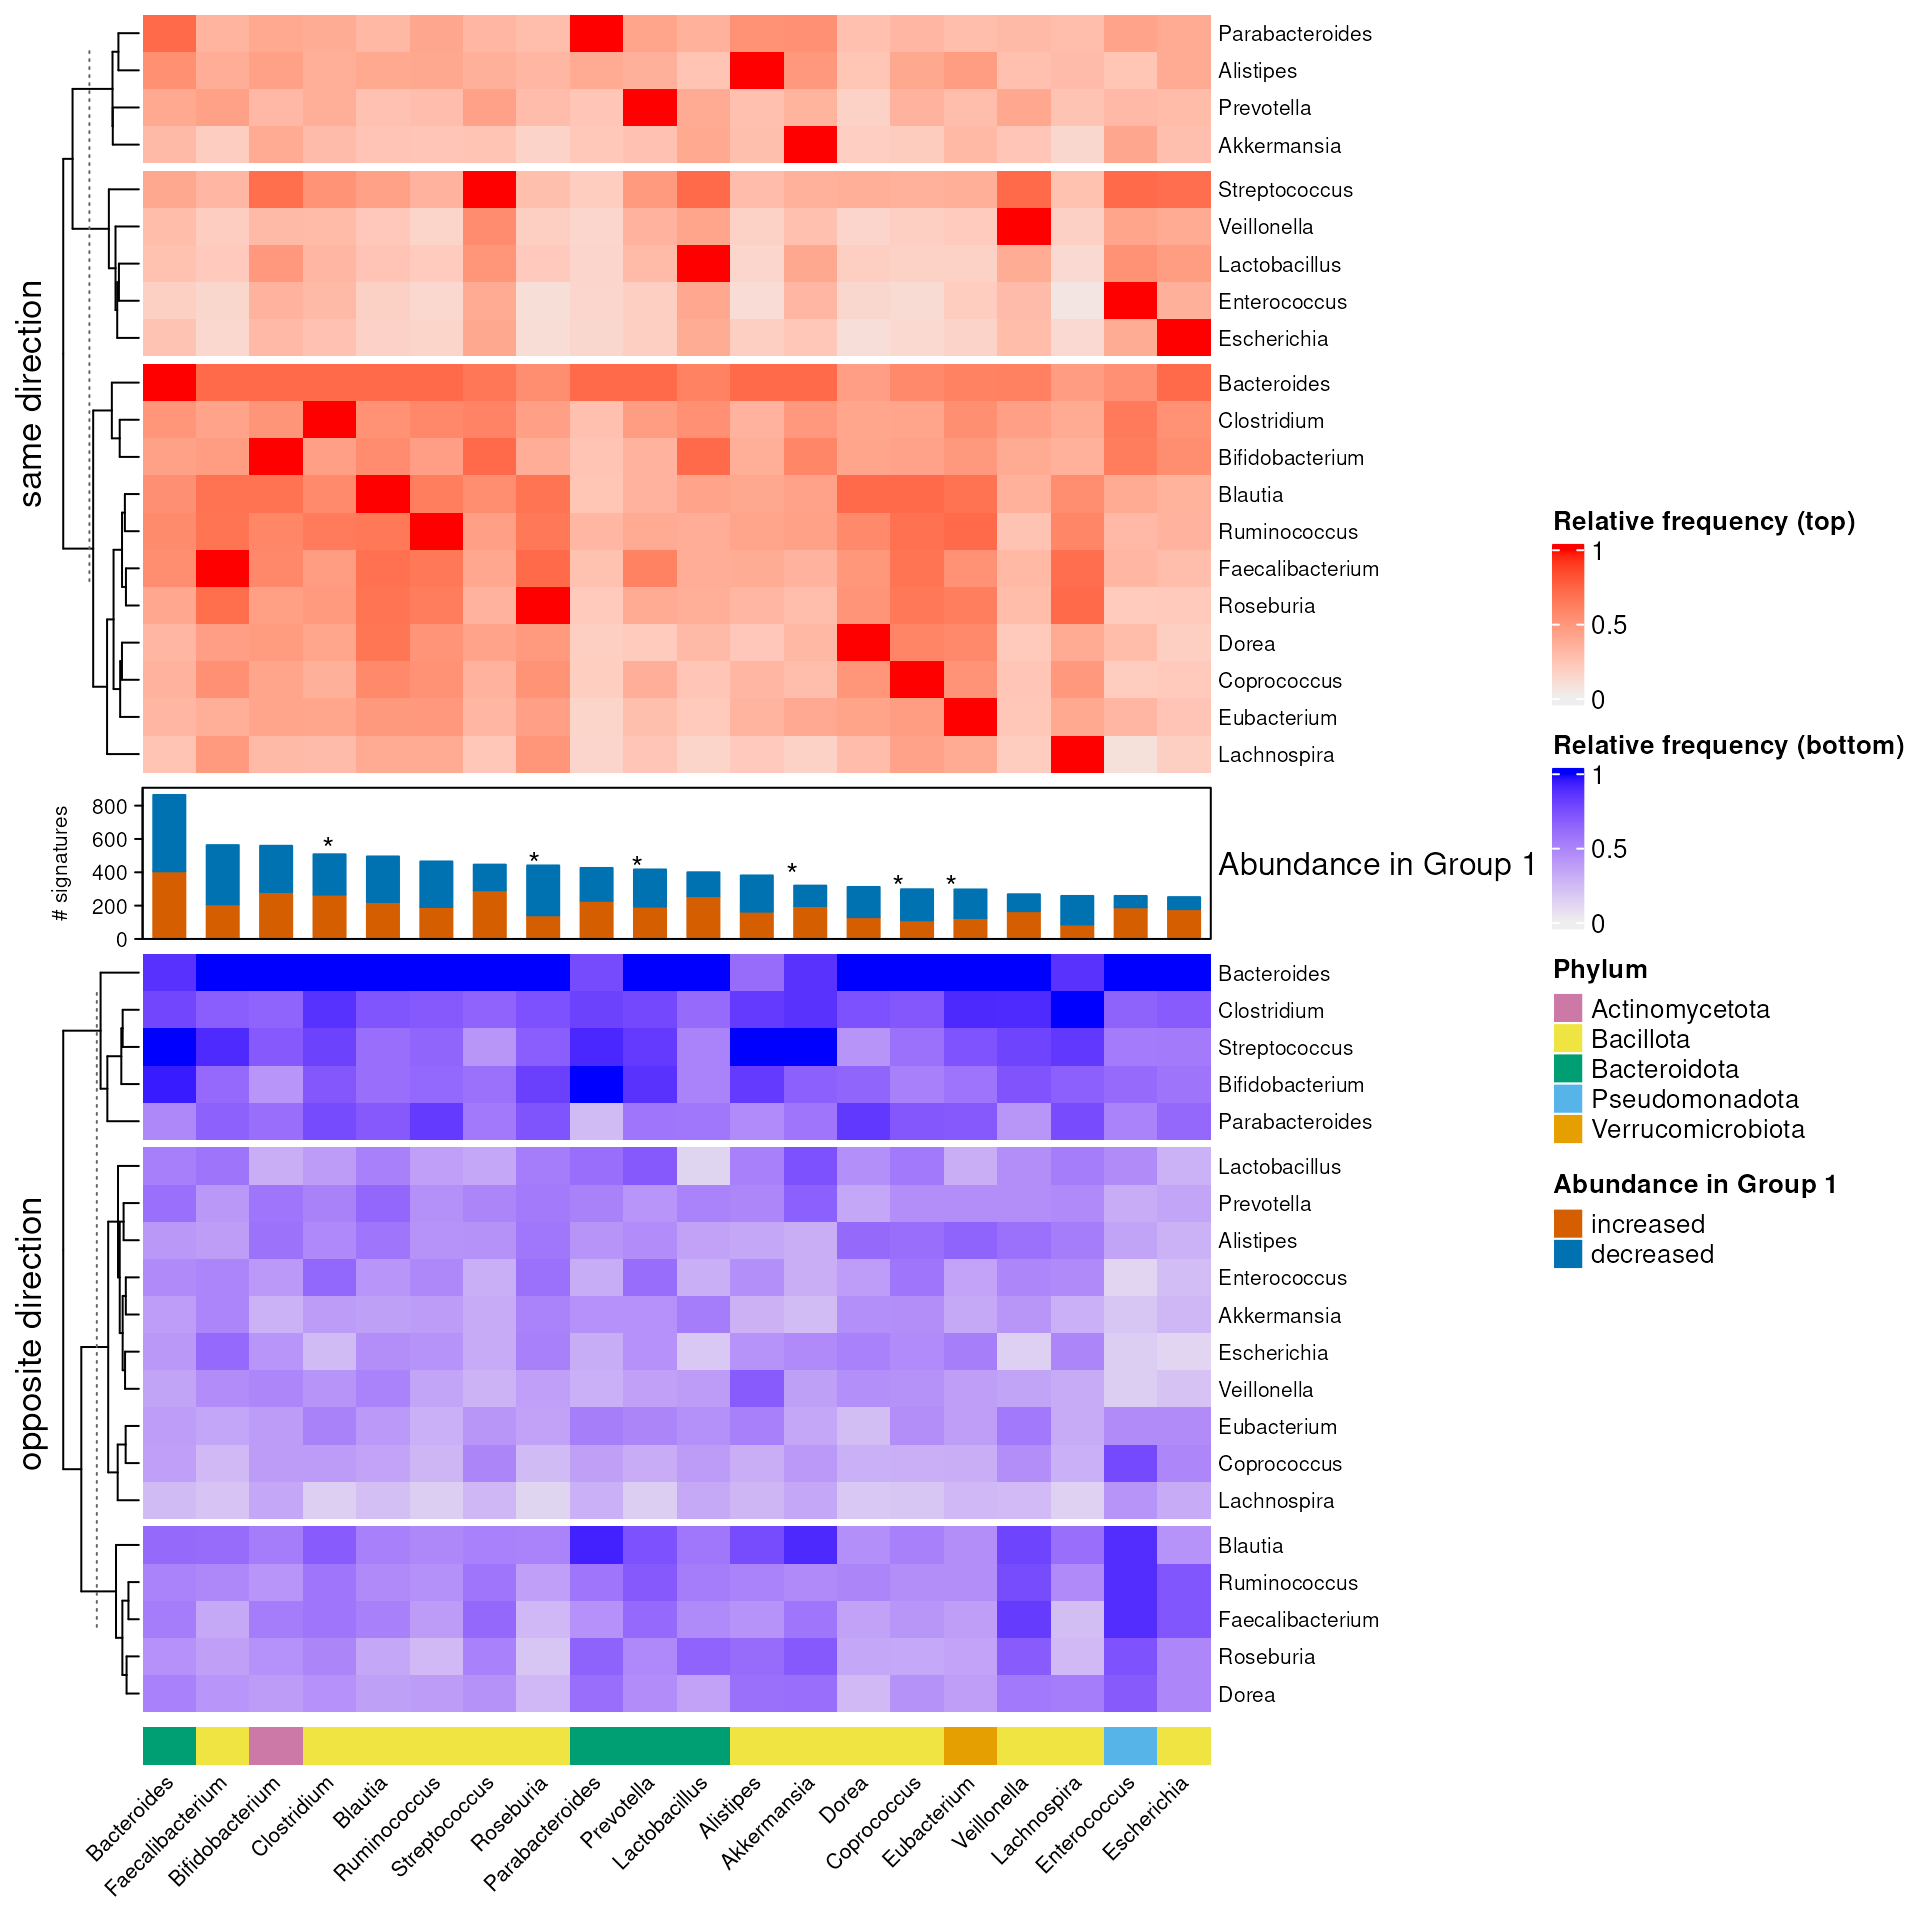 same direction
Parabacteroides
Alistipes
Prevotella
Akkermansia
Streptococcus
Veillonella
Lactobacillus
Enterococcus
Escherichia
Bacteroides
Clostridium
Bifidobacterium
Blautia
Ruminococcus
Faecalibacterium
Roseburia
Dorea
Coprococcus
Eubacterium
Lachnospira
# signatures
800
600
400
200
0
* * * * * *
Abundance in Group 1
opposite direction
Bacteroides
Clostridium
Streptococcus
Bifidobacterium
Parabacteroides
Lactobacillus
Prevotella
Alistipes
Enterococcus
Akkermansia
Escherichia
Veillonella
Eubacterium
Coprococcus
Lachnospira
Blautia
Ruminococcus
Faecalibacterium
Roseburia
Dorea
Bacteroides
Faecalibacterium
Bifidobacterium
Clostridium
Blautia
Ruminococcus
Streptococcus
Roseburia
Parabacteroides
Prevotella
Lactobacillus
Alistipes
Akkermansia
Dorea
Coprococcus
Eubacterium
Veillonella
Lachnospira
Enterococcus
Escherichia
Relative frequency (top)
1
0.5
0
Relative frequency (bottom)
1
0.5
0
Phylum
Actinomycetota
Bacillota
Bacteroidota
Pseudomonadota
Verrucomicrobiota
Abundance in Group 1
increased
decreased